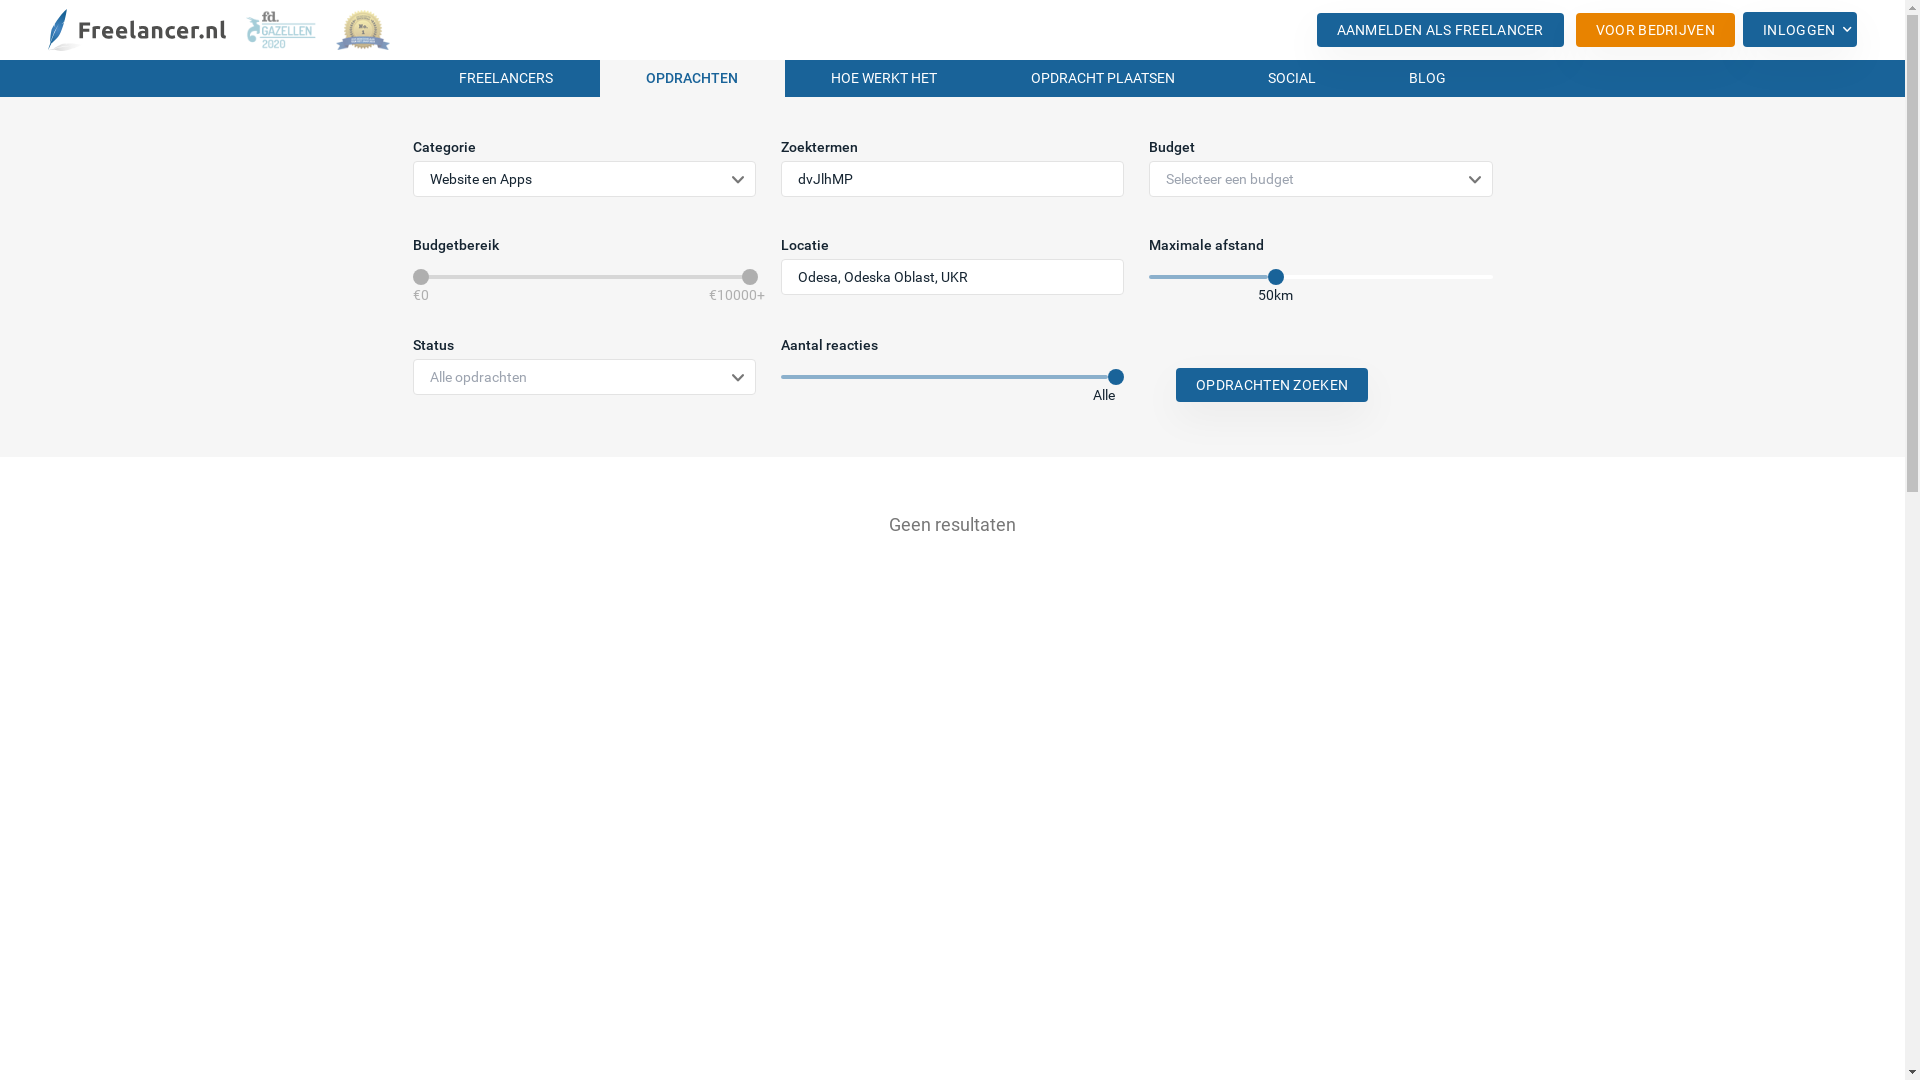 Freelancer.nl
fd.
GAZELLEN
2020
No.
1
AANMELDEN ALS FREELANCER
VOOR BEDRIJVEN
INLOGGEN
FREELANCERS
OPDRACHTEN
HOE WERKT HET
OPDRACHT PLAATSEN
SOCIAL
BLOG
Categorie
Zoektermen
Budget
Website en Apps
dvJlhMP
Selecteer een budget
Budgetbereik
Locatie
Maximale afstand
Odesa, Odeska Oblast, UKR
€0
€10000+
50km
Status
Aantal reacties
Alle opdrachten
Alle
OPDRACHTEN ZOEKEN
Geen resultaten